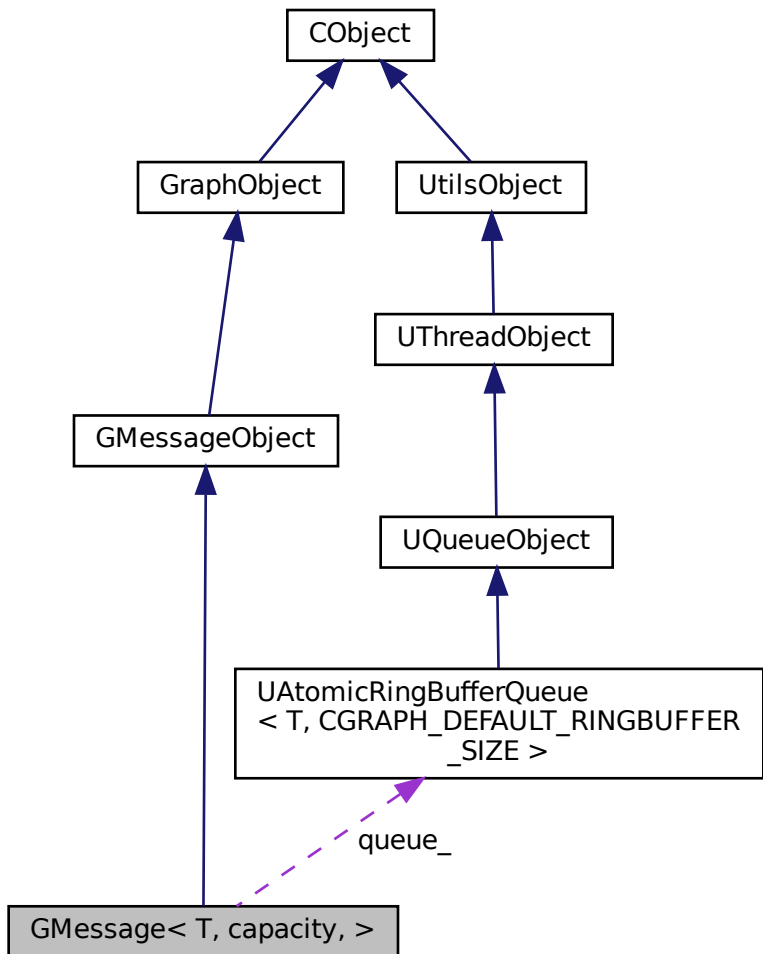 CObject
GraphObject
UtilsObject
UThreadObject
GMessageObject
UQueueObject
UAtomicRingBufferQueue
< T, CGRAPH_DEFAULT_RINGBUFFER
_SIZE >
queue_
GMessage< T, capacity, >